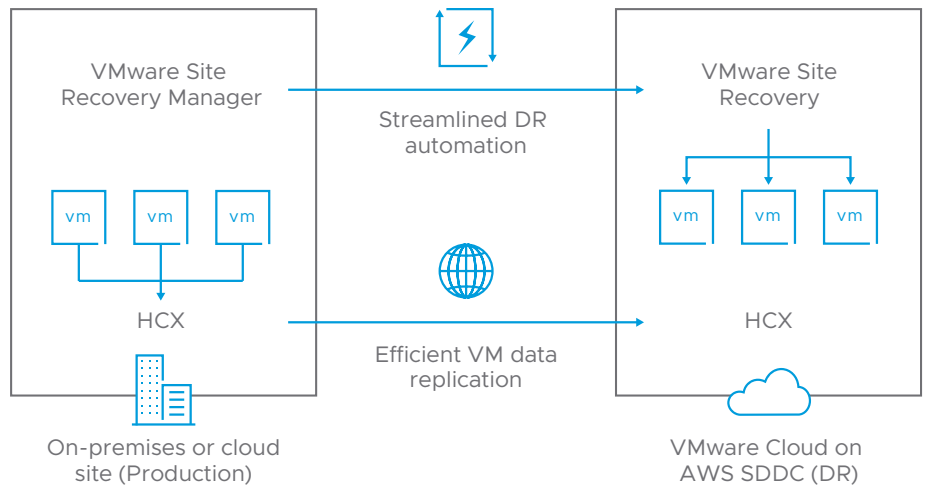 VMware Site
Recovery Manager
Streamlined DR
automation
VMware Site
Recovery
vm
vm
vm
vm
vm
vm
HCX
Efficient VM data
replication
HCX
On-premises or cloud
site (Production)
VMware Cloud on
AWS SDDC (DR)